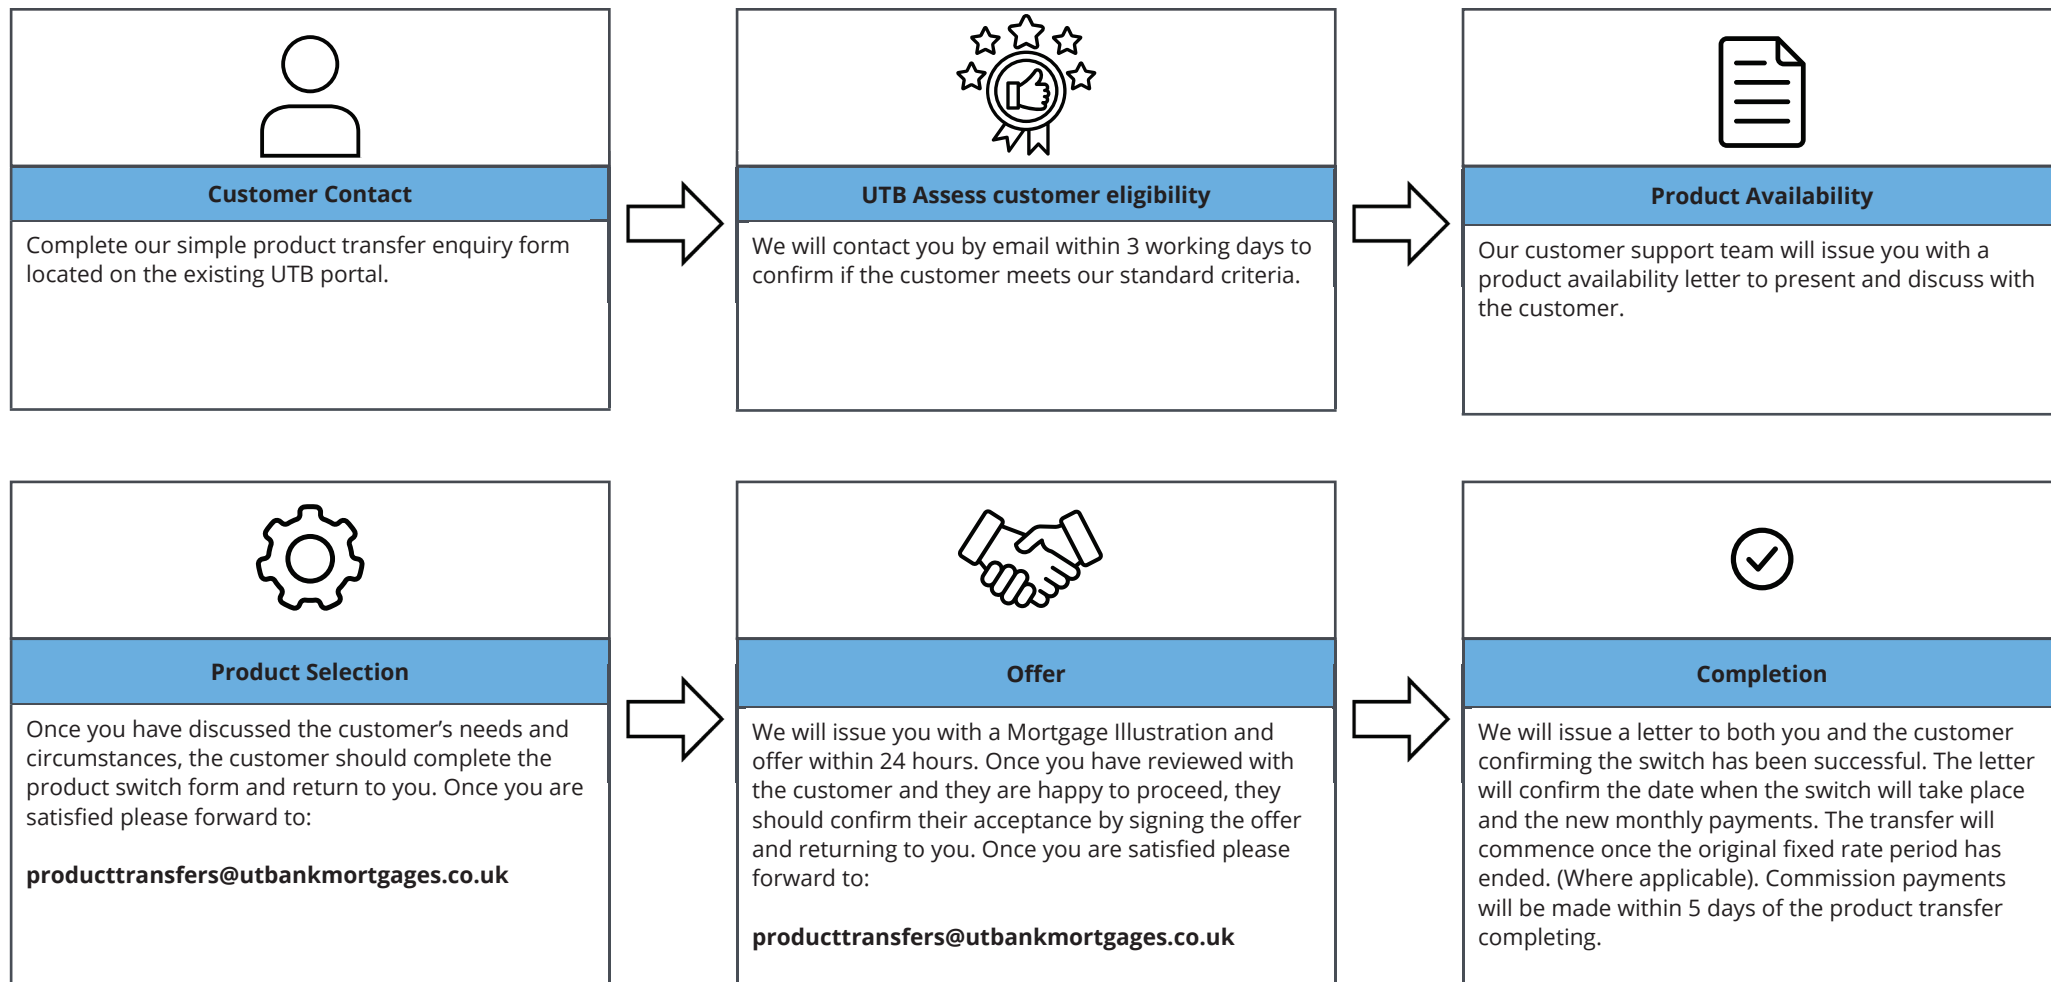 Customer Contact
Complete our simple product transfer enquiry form
located on the existing UTB portal.
UTB Assess customer eligibility
We will contact you by email within 3 working days to
confirm if the customer meets our standard criteria.
Product Availability
Our customer support team will issue you with a
product availability letter to present and discuss with
the customer.
Product Selection
Once you have discussed the customer’s needs and
circumstances, the customer should complete the
product switch form and return to you. Once you are
satisfied please forward to:
producttransfers@utbankmortgages.co.uk
Offer
We will issue you with a Mortgage Illustration and
offer within 24 hours. Once you have reviewed with
the customer and they are happy to proceed, they
should confirm their acceptance by signing the offer
and returning to you. Once you are satisfied please
forward to:
producttransfers@utbankmortgages.co.uk
Completion
We will issue a letter to both you and the customer
confirming the switch has been successful. The letter
will confirm the date when the switch will take place
and the new monthly payments. The transfer will
commence once the original fixed rate period has
ended. (Where applicable). Commission payments
will be made within 5 days of the product transfer
completing.